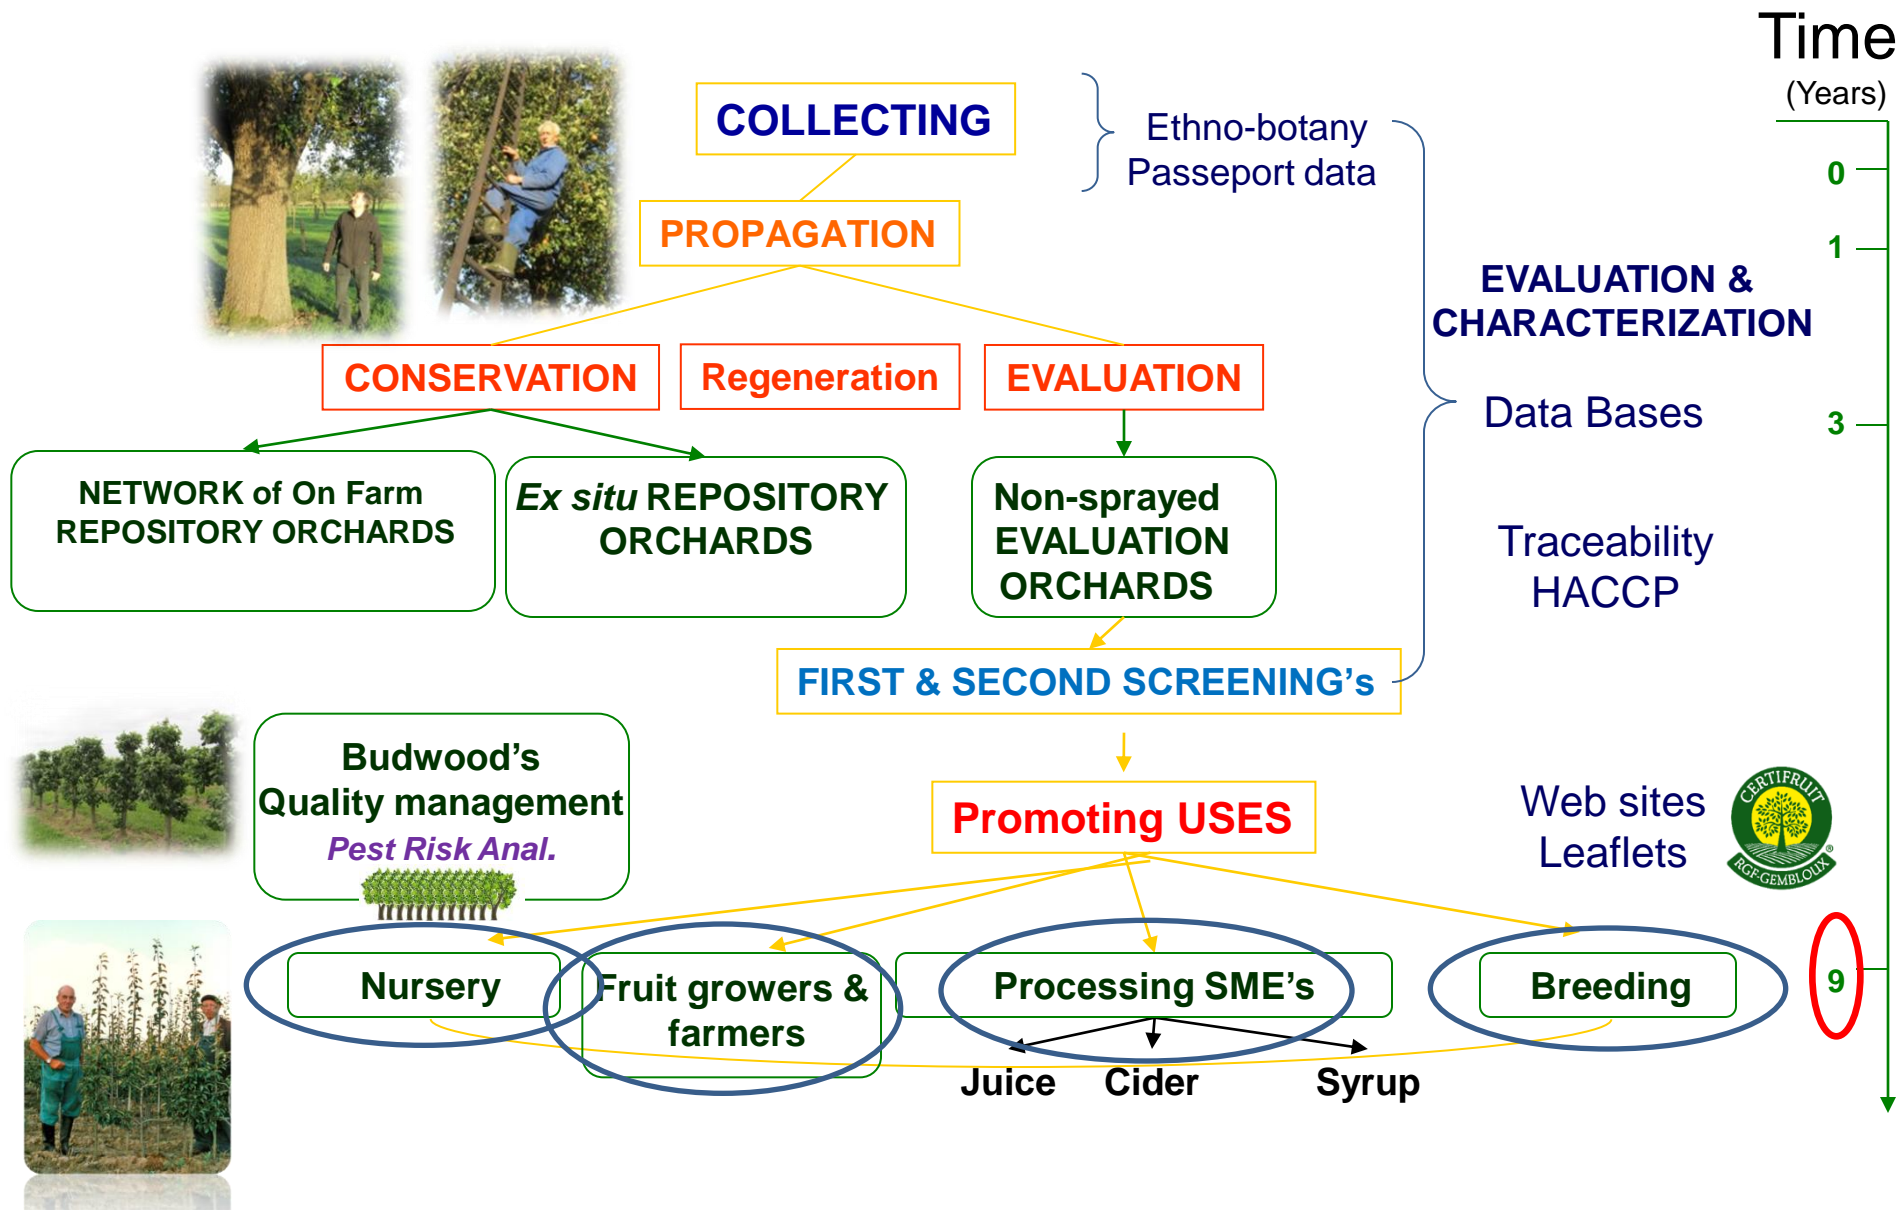 Time
(Years)
COLLECTING
Ethno-botany
Passeport data
0
PROPAGATION
1
EVALUATION &
CHARACTERIZATION
CONSERVATION
Regeneration
EVALUATION
Data Bases
3
NETWORK of On Farm
REPOSITORY ORCHARDS
Ex situ REPOSITORY
ORCHARDS
Non-sprayed
EVALUATION
ORCHARDS
Traceability
HACCP
FIRST & SECOND SCREENING's
Budwood's
Quality management
Pest Risk Anal.
Promoting USES
Web sites
Leaflets
CERTIFRUIT
RGF-GEMBLOUX
®
Nursery
Fruit growers &
farmers
Processing SME's
Breeding
9
Juice
Cider
Syrup